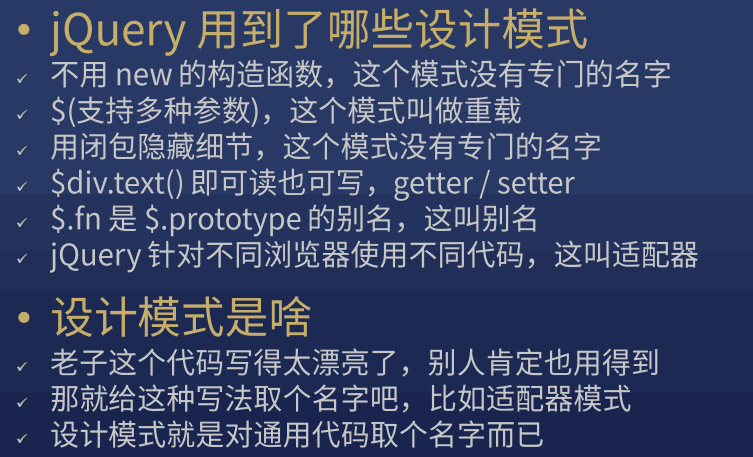 • jQuery 用到了哪些设计模式
✓ 不用 new 的构造函数，这个模式没有专门的名字
✓ $(支持多种参数)，这个模式叫做重载
✓ 用闭包隐藏细节，这个模式没有专门的名字
✓ $div.text() 即可读也可写，getter / setter
✓ $.fn 是 $.prototype 的别名，这叫别名
✓ jQuery 针对不同浏览器使用不同代码，这叫适配器
• 设计模式是啥
✓ 老子这个代码写得太漂亮了，别人肯定也用得到
✓ 那就给这种写法取个名字吧，比如适配器模式
✓ 设计模式就是对通用代码取个名字而已